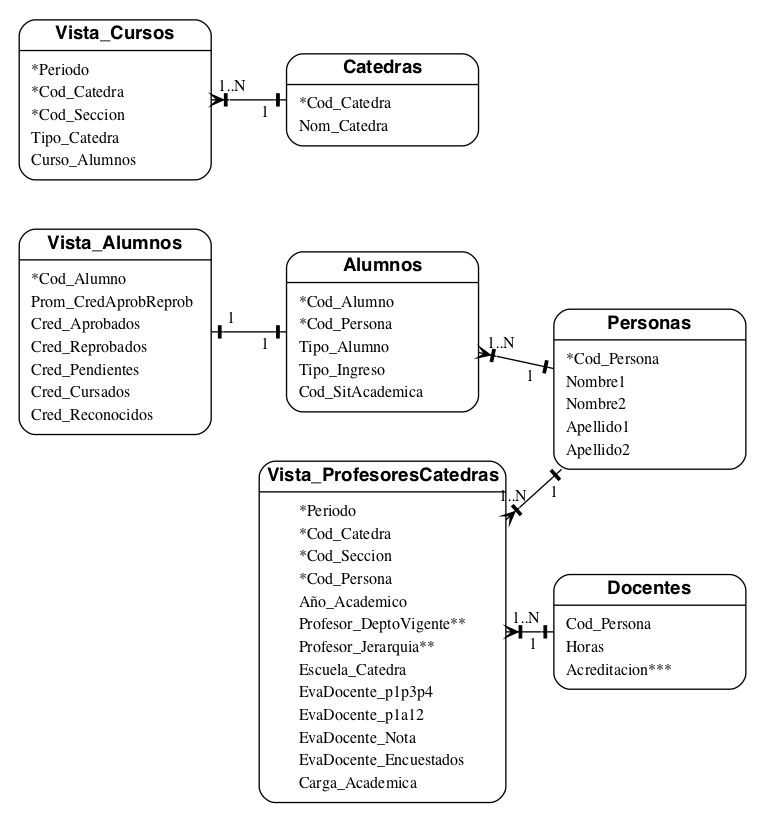 Vista_Cursos
*Periodo
*Cod_Catedra
*Cod_Seccion
Tipo_Catedra
Curso_Alumnos
1..N
1
Catedras
*Cod_Catedra
Nom_Catedra
Vista_Alumnos
*Cod_Alumno
Prom_CredAprobReprob
Cred_Aprobados
Cred_Reprobados
Cred_Pendientes
Cred_Cursados
Cred_Reconocidos
1
1
Alumnos
*Cod_Alumno
*Cod_Persona
Tipo_Alumno
Tipo_Ingreso
Cod_SitAcademica
1..N
1
Personas
*Cod_Persona
Nombre1
Nombre2
Apellido1
Apellido2
1..N
1
Vista_ProfesoresCatedras
*Periodo
*Cod_Catedra
*Cod_Seccion
*Cod_Persona
Año_Academico
Profesor_DeptoVigente**
Profesor_Jerarquia**
Escuela_Catedra
EvaDocente_p1p3p4
EvaDocente_p1a12
EvaDocente_Nota
EvaDocente_Encuestados
Carga_Academica
1..N
1
Docentes
Cod_Persona
Horas
Acreditacion***